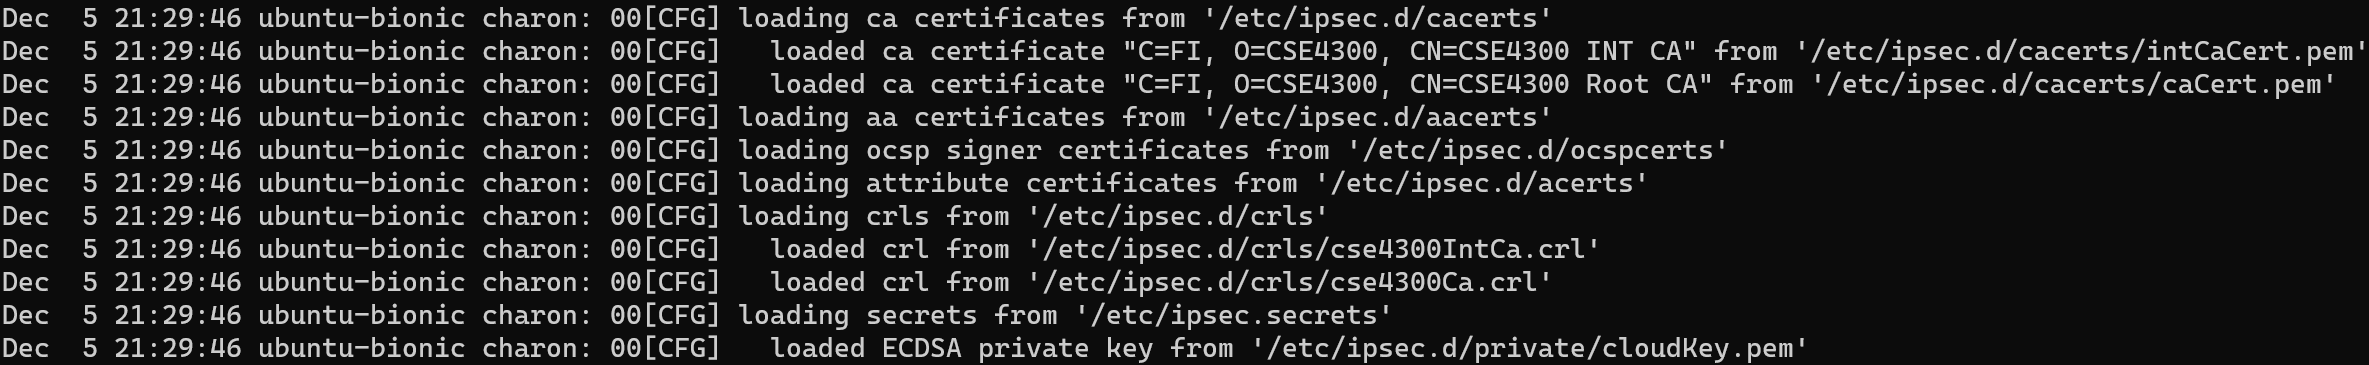 Dec  5 21:29:46 ubuntu-bionic charon: 00[CFG] loading ca certificates from '/etc/ipsec.d/cacerts'
Dec  5 21:29:46 ubuntu-bionic charon: 00[CFG]   loaded ca certificate "C=FI, O=CSE4300, CN=CSE4300 INT CA" from '/etc/ipsec.d/cacerts/intCaCert.pem'
Dec  5 21:29:46 ubuntu-bionic charon: 00[CFG]   loaded ca certificate "C=FI, O=CSE4300, CN=CSE4300 Root CA" from '/etc/ipsec.d/cacerts/caCert.pem'
Dec  5 21:29:46 ubuntu-bionic charon: 00[CFG] loading aa certificates from '/etc/ipsec.d/aacerts'
Dec  5 21:29:46 ubuntu-bionic charon: 00[CFG] loading ocsp signer certificates from '/etc/ipsec.d/ocspcerts'
Dec  5 21:29:46 ubuntu-bionic charon: 00[CFG] loading attribute certificates from '/etc/ipsec.d/acerts'
Dec  5 21:29:46 ubuntu-bionic charon: 00[CFG] loading crls from '/etc/ipsec.d/crls'
Dec  5 21:29:46 ubuntu-bionic charon: 00[CFG]   loaded crl from '/etc/ipsec.d/crls/cse4300IntCa.crl'
Dec  5 21:29:46 ubuntu-bionic charon: 00[CFG]   loaded crl from '/etc/ipsec.d/crls/cse4300Ca.crl'
Dec  5 21:29:46 ubuntu-bionic charon: 00[CFG] loading secrets from '/etc/ipsec.secrets'
Dec  5 21:29:46 ubuntu-bionic charon: 00[CFG]   loaded ECDSA private key from '/etc/ipsec.d/private/cloudKey.pem'